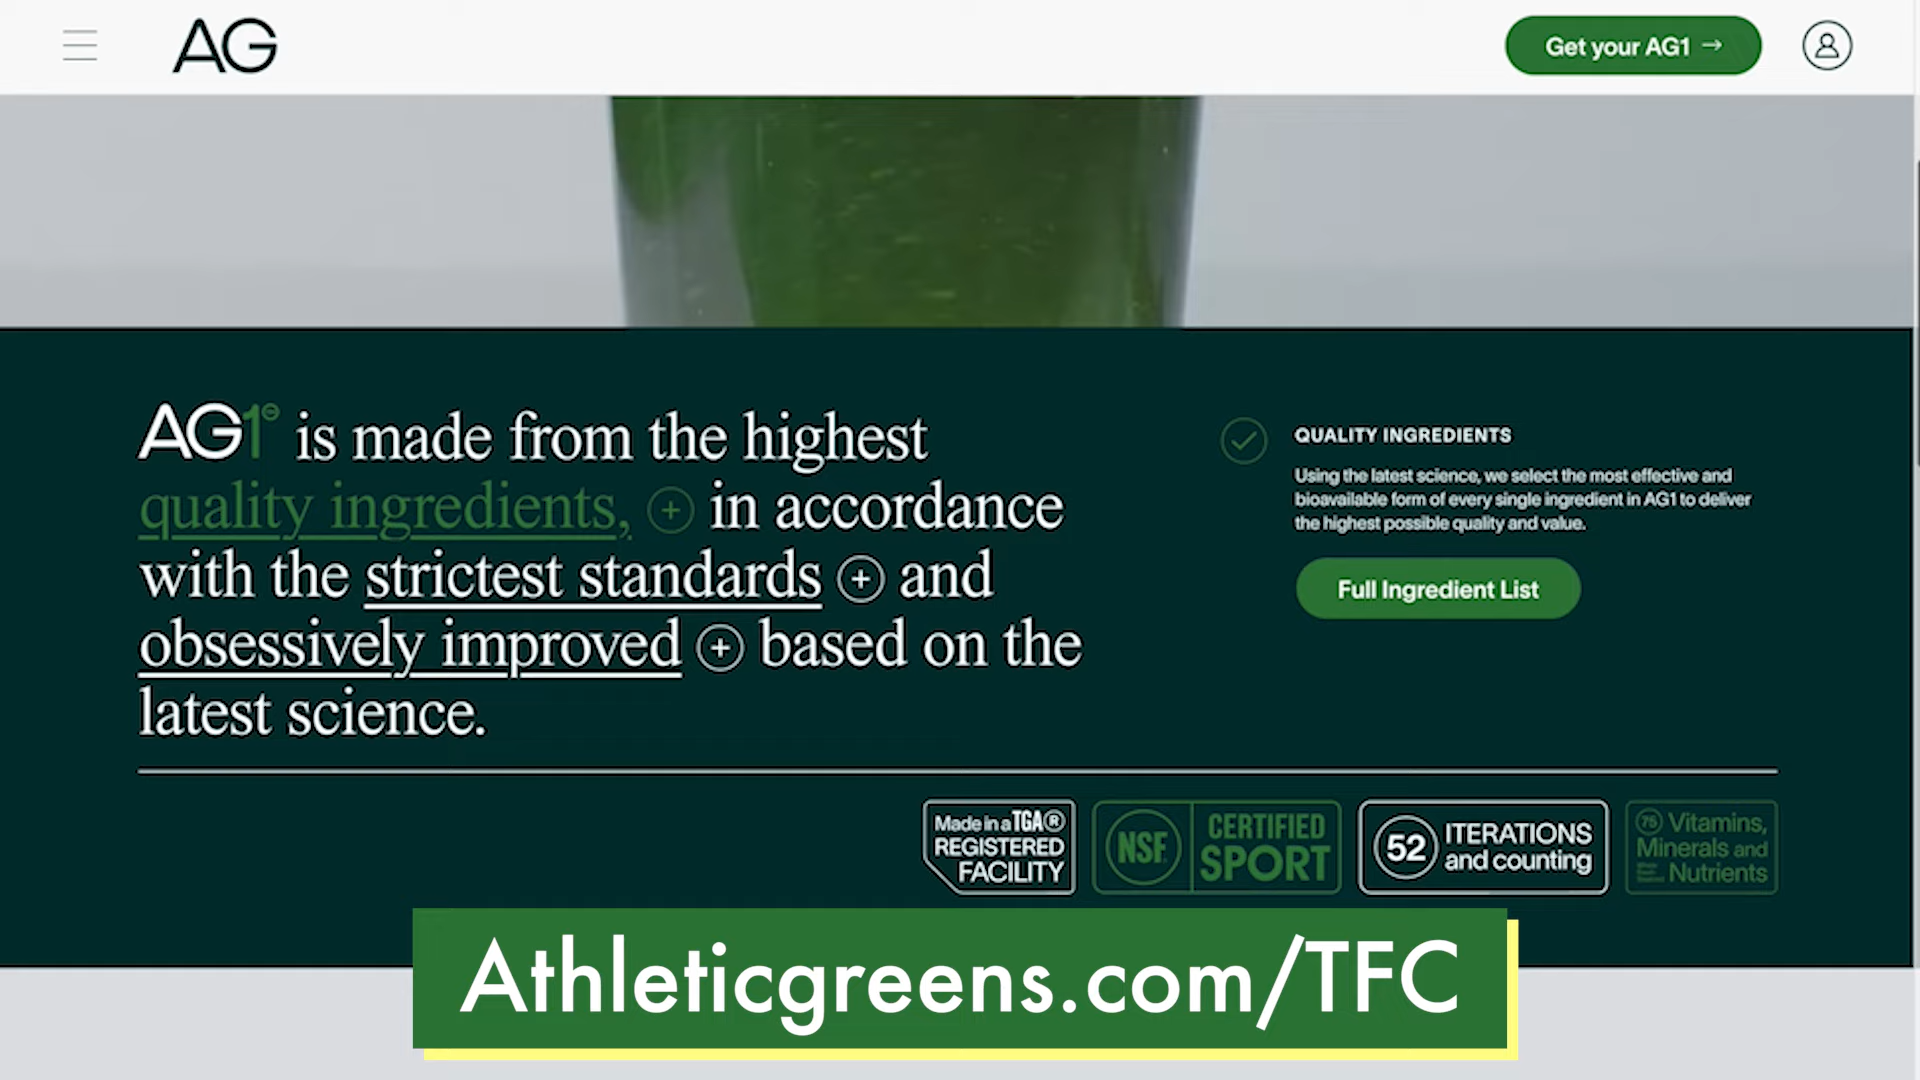 AG
Get your AG1 →
AG1 is made from the highest
quality ingredients, + in accordance
with the strictest standards + and
obsessively improved + based on the
latest science.
QUALITY INGREDIENTS
Using the latest science, we select the most effective and
bioavailable form of every single ingredient in AG1 to deliver
the highest possible quality and value.
Full Ingredient List
Made in a TGA®
REGISTERED
FACILITY
NSF
CERTIFIED
SPORT
52
ITERATIONS
and counting
75 Vitamins,
Minerals and
Nutrients
Athleticgreens.com/TFC